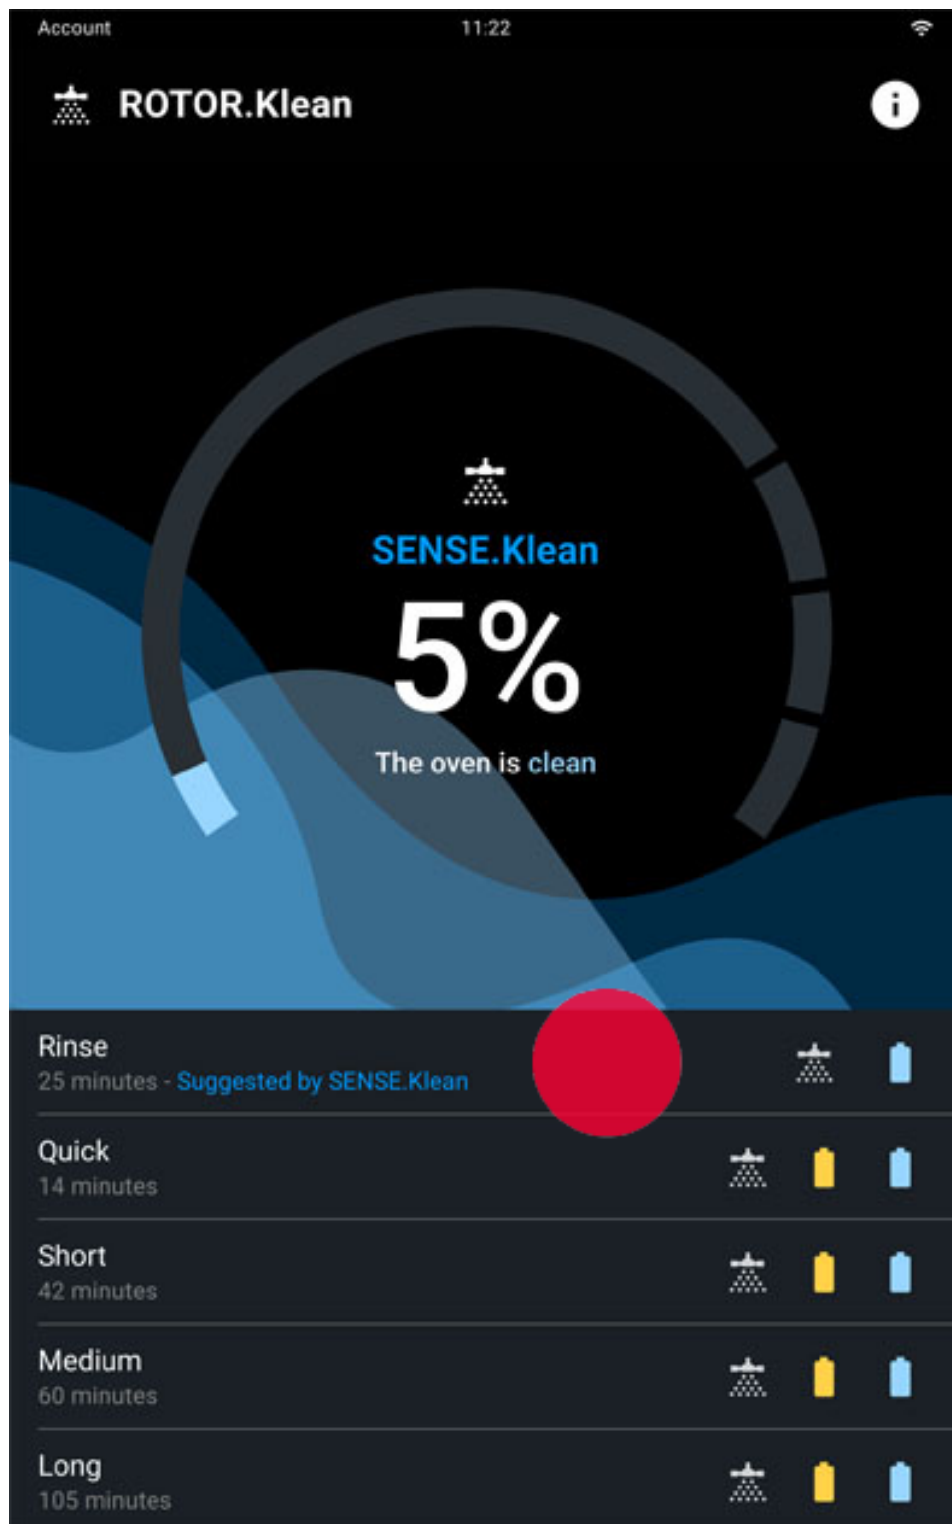 Account 11:22
ROTOR.Klean
SENSE.Klean
5%
The oven is clean
Rinse
25 minutes - Suggested by SENSE.Klean
Quick
14 minutes
Short
42 minutes
Medium
60 minutes
Long
105 minutes